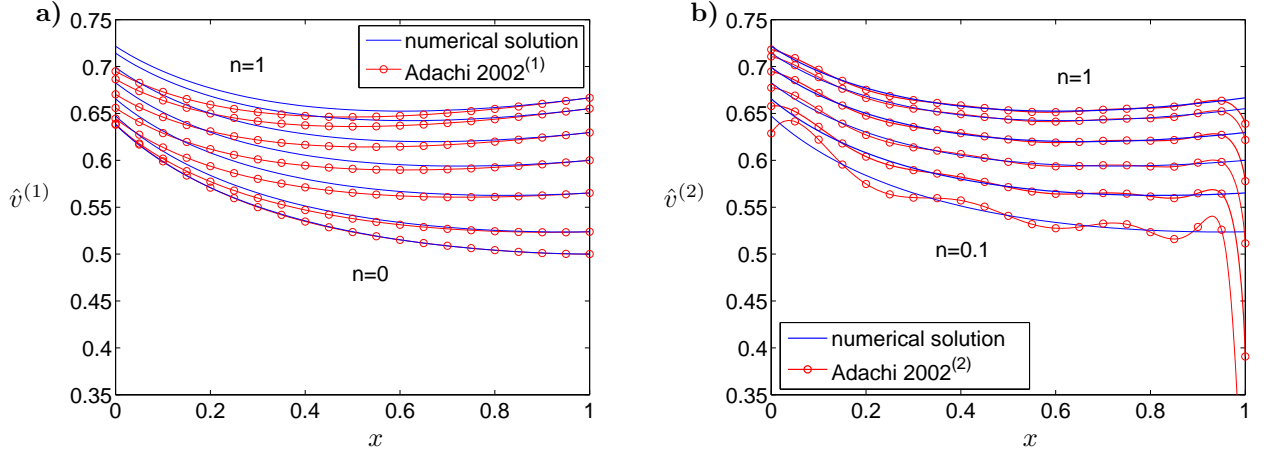 a)
0.75
0.7
0.65
0.6
0.55
0.5
0.45
0.4
0.35
v̂(1)
n=1
n=0
numerical solution
Adachi 2002(1)
0 0.2 0.4 0.6 0.8 1
x
b)
0.75
0.7
0.65
0.6
0.55
0.5
0.45
0.4
0.35
v̂(2)
n=1
n=0.1
numerical solution
Adachi 2002(2)
0 0.2 0.4 0.6 0.8 1
x